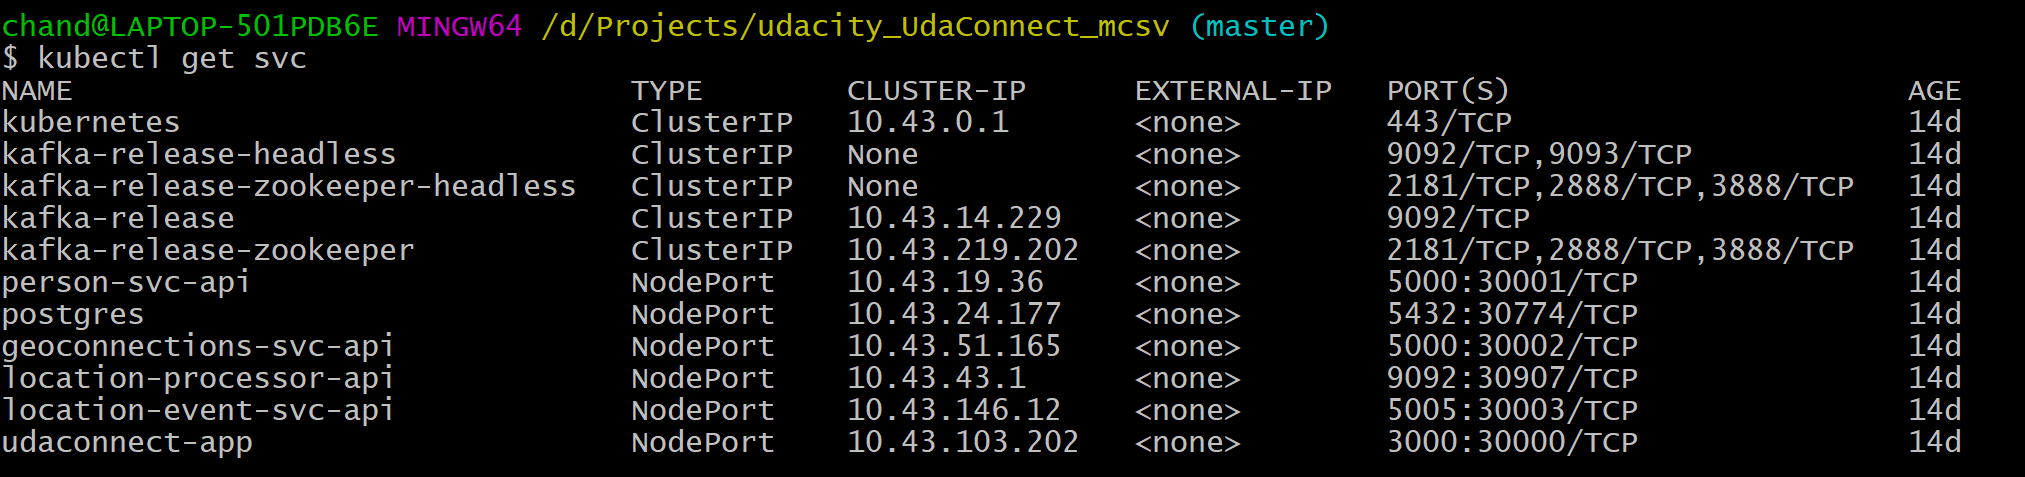 chand@LAPTOP-501PDB6E MINGW64 /d/Projects/udacity_UdaConnect_mcsv (master)
$ kubectl get svc
NAME TYPE CLUSTER-IP EXTERNAL-IP PORT(S) AGE
kubernetes ClusterIP 10.43.0.1 <none> 443/TCP 14d
kafka-release-headless ClusterIP None <none> 9092/TCP,9093/TCP 14d
kafka-release-zookeeper-headless ClusterIP None <none> 2181/TCP,2888/TCP,3888/TCP 14d
kafka-release ClusterIP 10.43.14.229 <none> 9092/TCP 14d
kafka-release-zookeeper ClusterIP 10.43.219.202 <none> 2181/TCP,2888/TCP,3888/TCP 14d
person-svc-api NodePort 10.43.19.36 <none> 5000:30001/TCP 14d
postgres NodePort 10.43.24.177 <none> 5432:30774/TCP 14d
geoconnections-svc-api NodePort 10.43.51.165 <none> 5000:30002/TCP 14d
location-processor-api NodePort 10.43.43.1 <none> 9092:30907/TCP 14d
location-event-svc-api NodePort 10.43.146.12 <none> 5005:30003/TCP 14d
udaconnect-app NodePort 10.43.103.202 <none> 3000:30000/TCP 14d